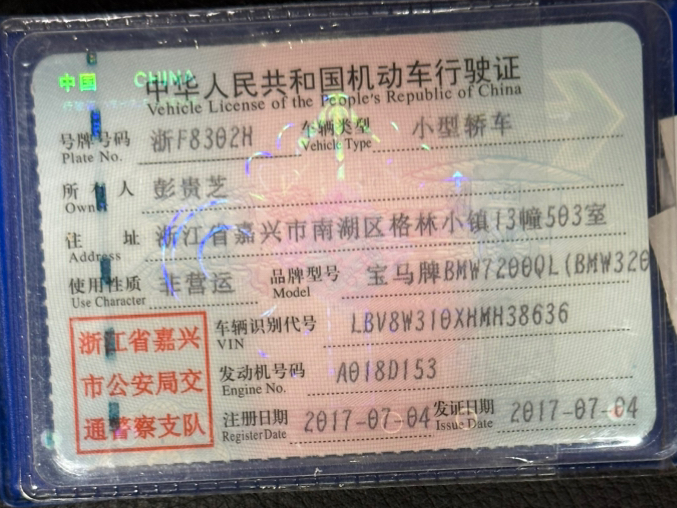 中国 CHINA
中华人民共和国机动车行驶证
Vehicle License of the People's Republic of China
号牌号码 浙F8302H 车辆类型 小型轿车
Plate No. Vehicle Type
所有人 彭贵芝
Owner
住址 浙江省嘉兴市南湖区格林小镇13幢503室
Address
使用性质 非营运 品牌型号 宝马牌BMW7200QL(BMW320
Use Character Model
浙江省嘉兴
市公安局交
通警察支队
车辆识别代号 LBV8W310XHMH38636
VIN
发动机号码 A018D153
Engine No.
注册日期 2017-07-04 发证日期 2017-07-04
Register Date Issue Date